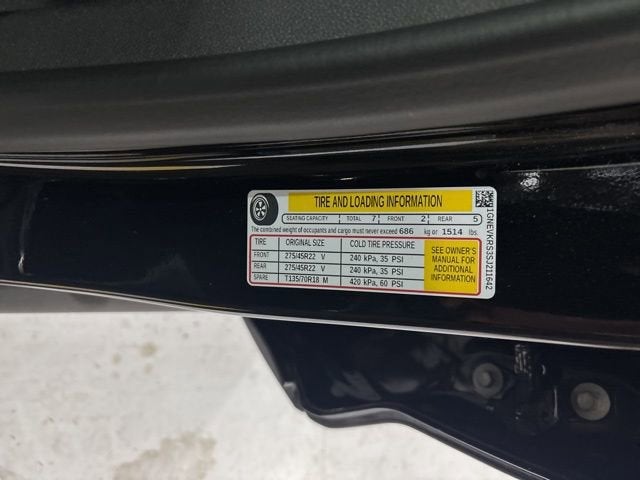 TIRE AND LOADING INFORMATION
SEATING CAPACITY TOTAL 7 FRONT 2 REAR 5
The combined weight of occupants and cargo must never exceed 686 kg or 1514 lbs.
TIRE ORIGINAL SIZE COLD TIRE PRESSURE
FRONT 275/45R22 V 240 kPa, 35 PSI
REAR 275/45R22 V 240 kPa, 35 PSI
SPARE T135/70R18 M 420 kPa, 60 PSI
SEE OWNER'S
MANUAL FOR
ADDITIONAL
INFORMATION
1GNEVKRS3SJ211642